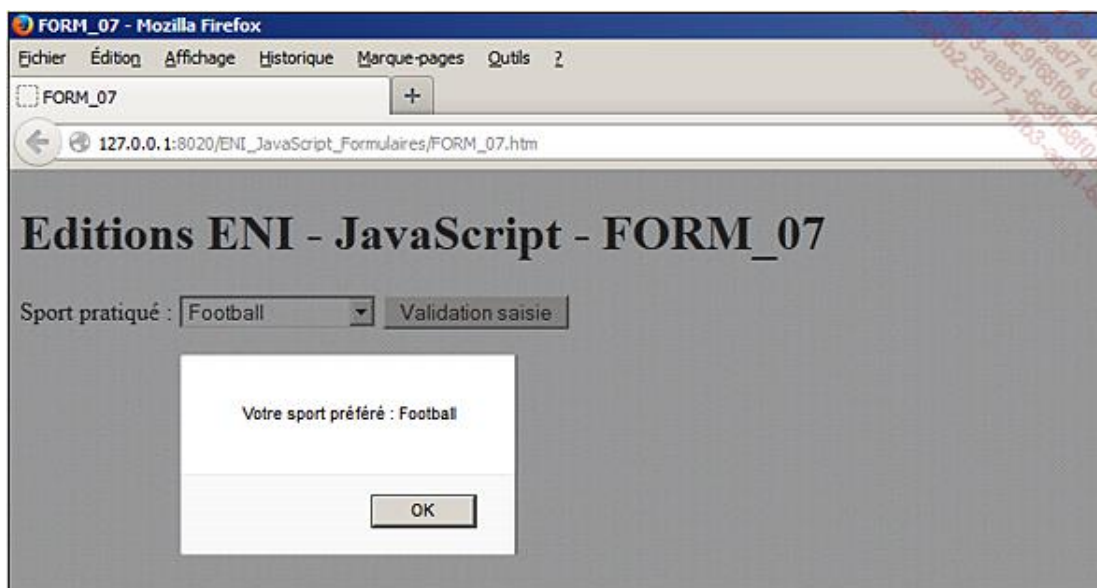 FORM_07 - Mozilla Firefox
Fichier Édition Affichage Historique Marque-pages Outils ?
FORM_07 +
127.0.0.1:8020/ENI_JavaScript_Formulaires/FORM_07.htm
Editions ENI - JavaScript - FORM_07
Sport pratiqué : Football Validation saisie
Votre sport préféré : Football
OK